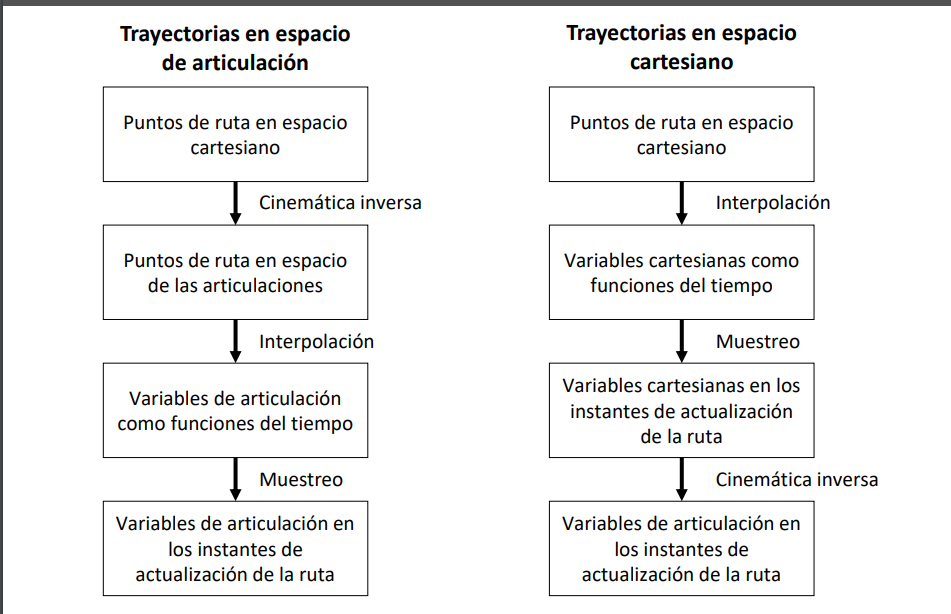 Trayectorias en espacio
de articulación
Puntos de ruta en espacio
cartesiano
Cinemática inversa
Puntos de ruta en espacio
de las articulaciones
Interpolación
Variables de articulación
como funciones del tiempo
Muestreo
Variables de articulación en
los instantes de
actualización de la ruta
Trayectorias en espacio
cartesiano
Puntos de ruta en espacio
cartesiano
Interpolación
Variables cartesianas como
funciones del tiempo
Muestreo
Variables cartesianas en los
instantes de actualización
de la ruta
Cinemática inversa
Variables de articulación en
los instantes de
actualización de la ruta